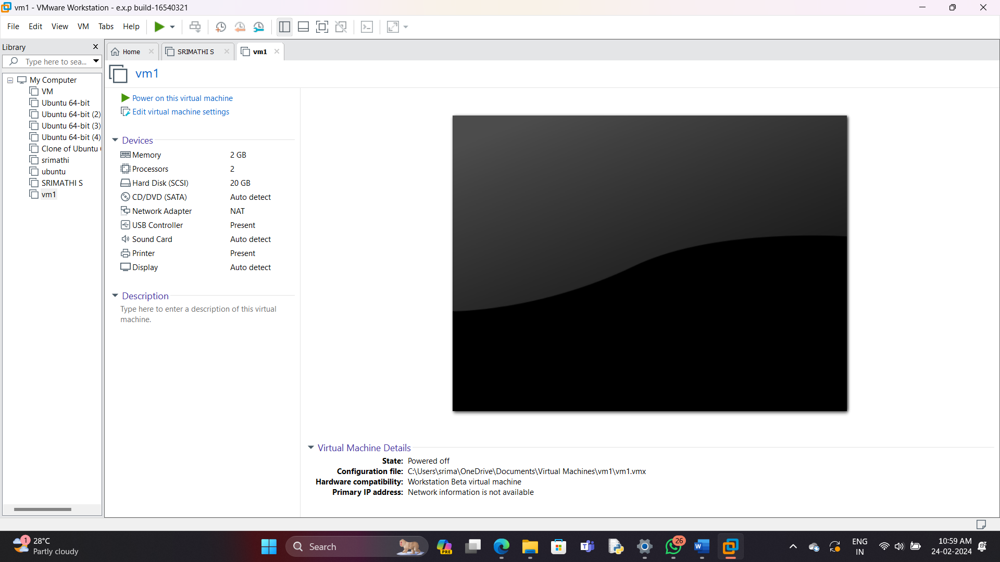 vm1 - VMware Workstation - e.x.p build-16540321
File Edit View VM Tabs Help
Library
Type here to sea...
My Computer
VM
Ubuntu 64-bit
Ubuntu 64-bit (2)
Ubuntu 64-bit (3)
Ubuntu 64-bit (4)
Clone of Ubuntu
srimathi
ubuntu
SRIMATHI S
vm1
Home SRIMATHI S vm1
vm1
Power on this virtual machine
Edit virtual machine settings
Devices
Memory 2 GB
Processors 2
Hard Disk (SCSI) 20 GB
CD/DVD (SATA) Auto detect
Network Adapter NAT
USB Controller Present
Sound Card Auto detect
Printer Present
Display Auto detect
Description
Type here to enter a description of this virtual
machine.
Virtual Machine Details
State: Powered off
Configuration file: C:\Users\srima\OneDrive\Documents\Virtual Machines\vm1\vm1.vmx
Hardware compatibility: Workstation Beta virtual machine
Primary IP address: Network information is not available
1
28°C
Partly cloudy
Search
PRE
26
ENG
IN
10:59 AM
24-02-2024